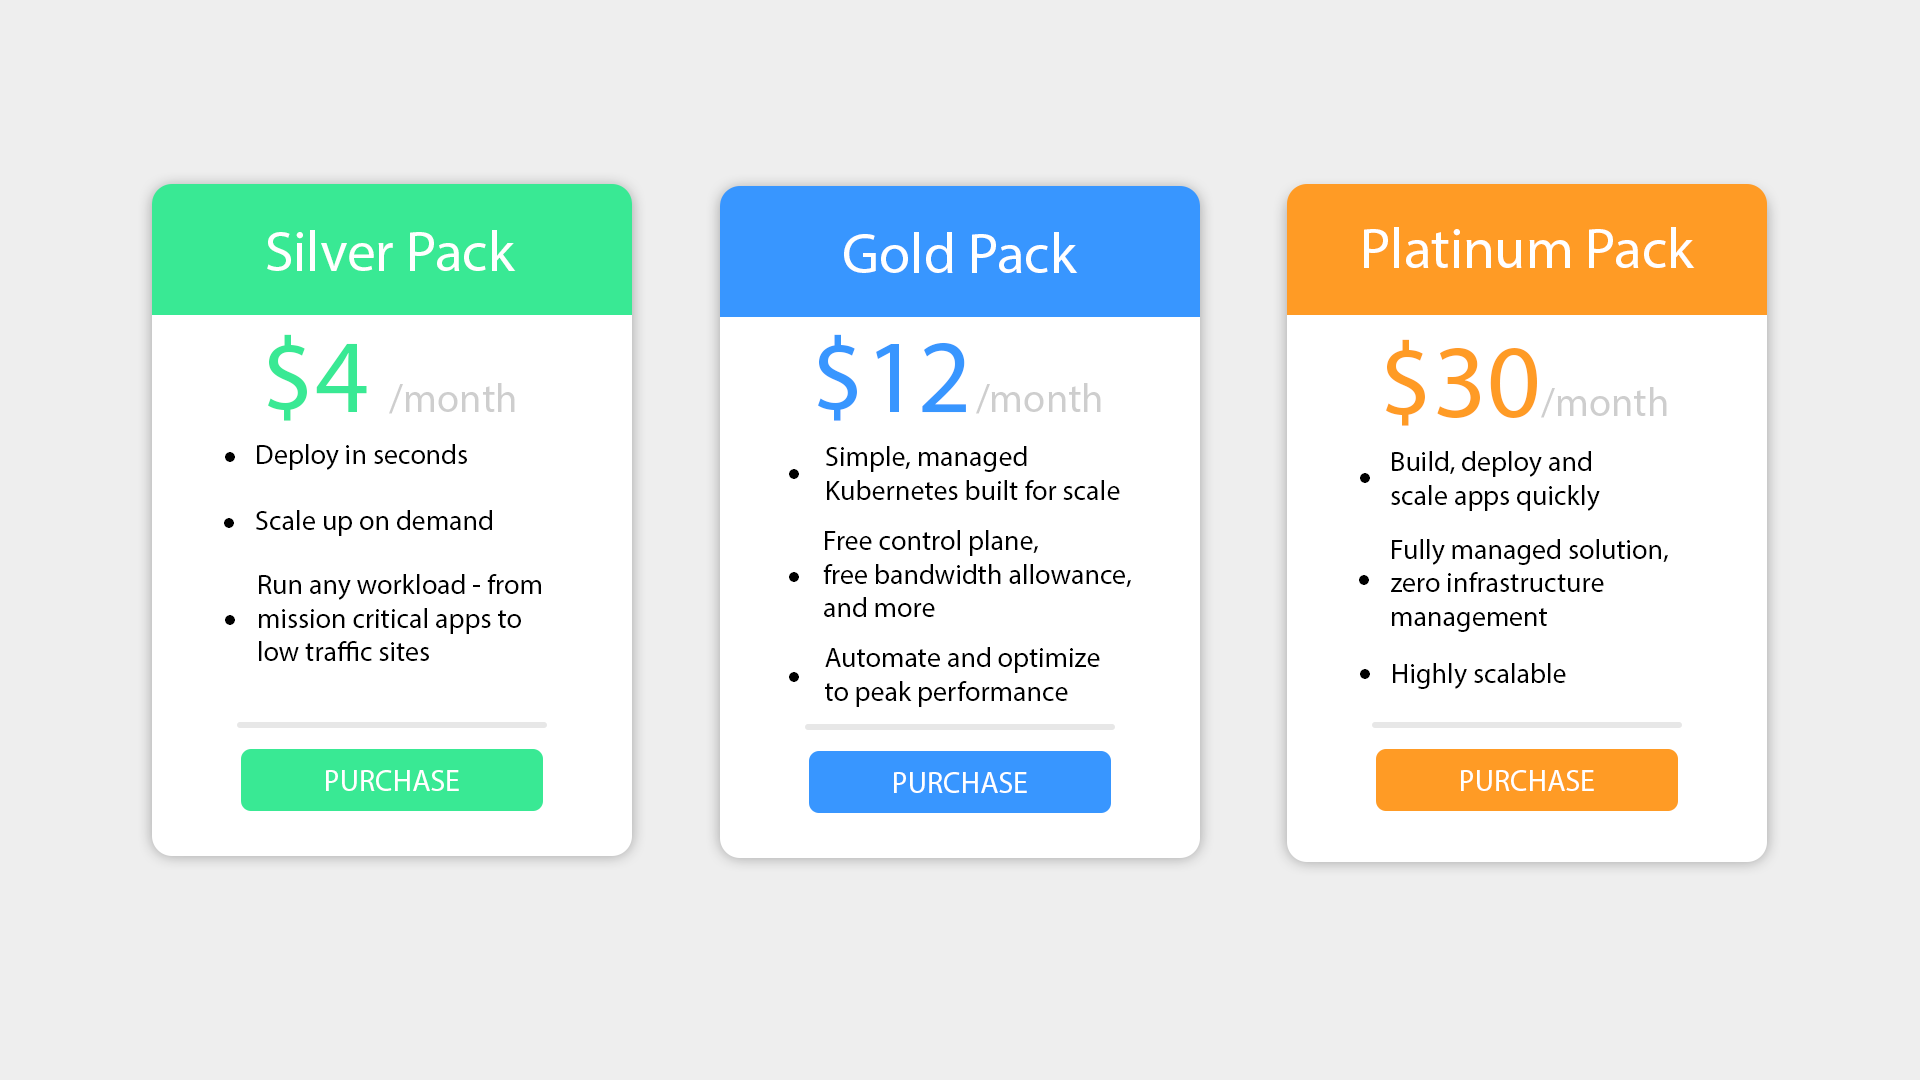 Silver Pack
$4 /month
Deploy in seconds
Scale up on demand
Run any workload - from
mission critical apps to
low traffic sites
PURCHASE
Gold Pack
$12 /month
Simple, managed
Kubernetes built for scale
Free control plane,
free bandwidth allowance,
and more
Automate and optimize
to peak performance
PURCHASE
Platinum Pack
$30 /month
Build, deploy and
scale apps quickly
Fully managed solution,
zero infrastructure
management
Highly scalable
PURCHASE